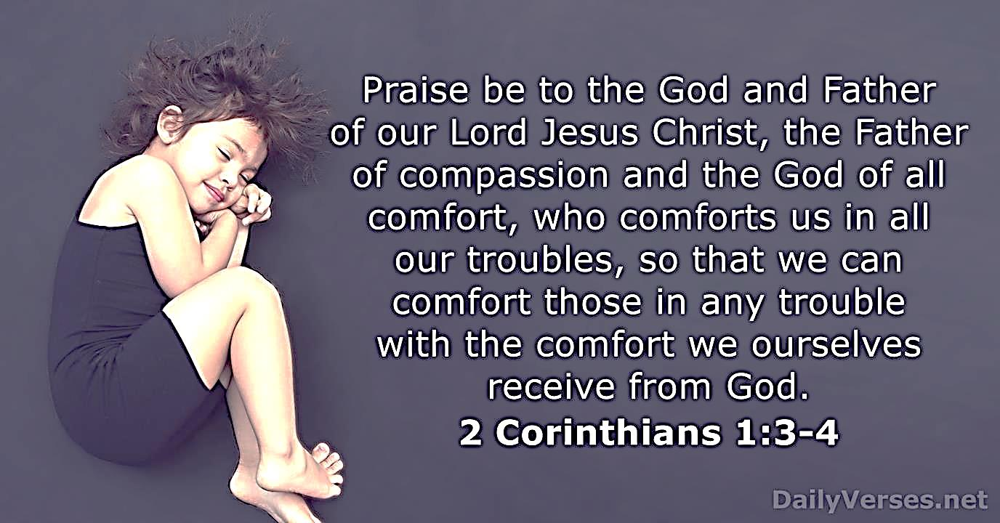 Praise be to the God and Father
of our Lord Jesus Christ, the Father
of compassion and the God of all
comfort, who comforts us in all
our troubles, so that we can
comfort those in any trouble
with the comfort we ourselves
receive from God.
2 Corinthians 1:3-4
DailyVerses.net